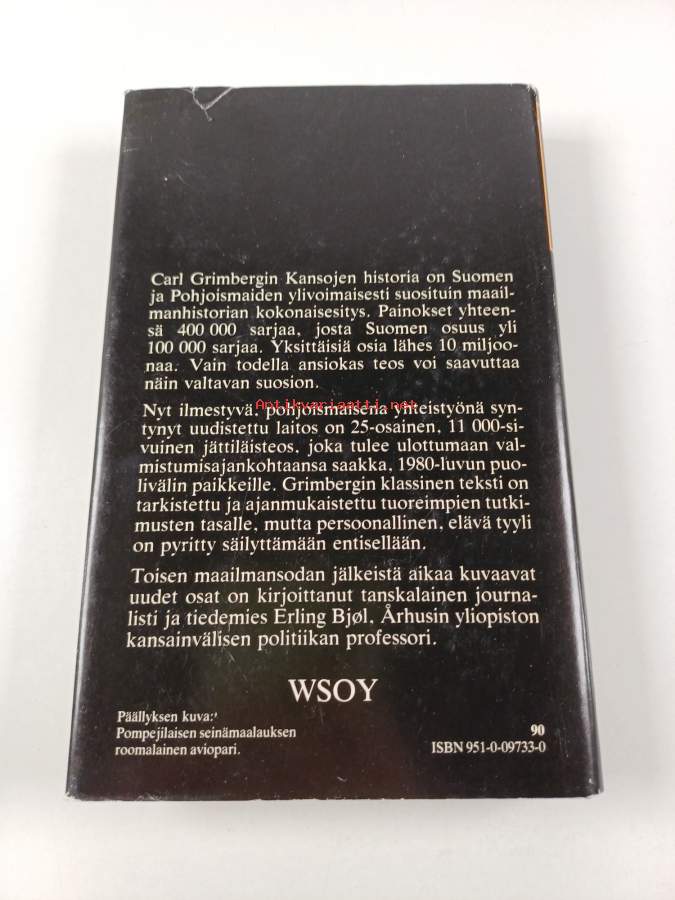 Carl Grimbergin Kansojen historia on Suomen
ja Pohjoismaiden ylivoimaisesti suosituin maail-
manhistorian kokonaisesitys. Painokset yhteen-
sä 400 000 sarjaa, josta Suomen osuus yli
100 000 sarjaa. Yksittäisiä osia lähes 10 miljoo-
naa. Vain todella ansiokas teos voi saavuttaa
näin valtavan suosion.
Antikvariaatti.net
Nyt ilmestyvä, pohjoismaisena yhteistyönä syn-
tynyt uudistettu laitos on 25-osainen, 11 000-si-
vuinen jättiläisteos, joka tulee ulottumaan val-
mistumisajankohtaansa saakka, 1980-luvun puo-
livälin paikkeille. Grimbergin klassinen teksti on
tarkistettu ja ajanmukaistettu tuoreimpien tutki-
musten tasalle, mutta persoonallinen, elävä tyyli
on pyritty säilyttämään entisellään.
Toisen maailmansodan jälkeistä aikaa kuvaavat
uudet osat on kirjoittanut tanskalainen journa-
listi ja tiedemies Erling Bjøl, Århusin yliopiston
kansainvälisen politiikan professori.
WSOY
Päällyksen kuva:
Pompejilaisen seinämaalauksen
roomalainen aviopari.
90
ISBN 951-0-09733-0